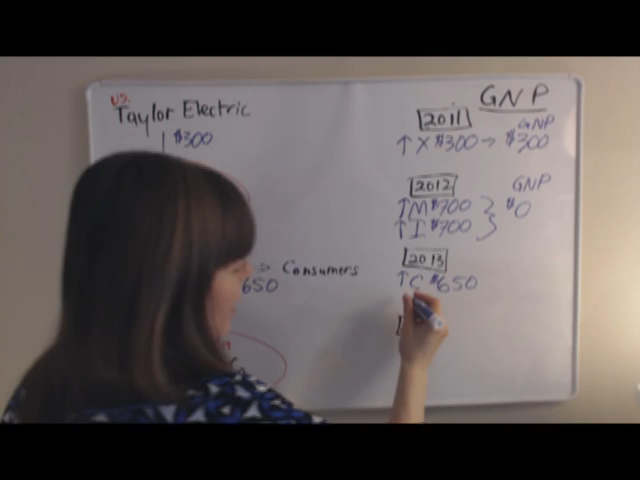 GNP
US.
Taylor Electric
$300
2011
GNP
↑ X $300 → $300
2012
GNP
↑M $700
$0
↑ I $700
2013
→ Consumers
650
↑ C $650